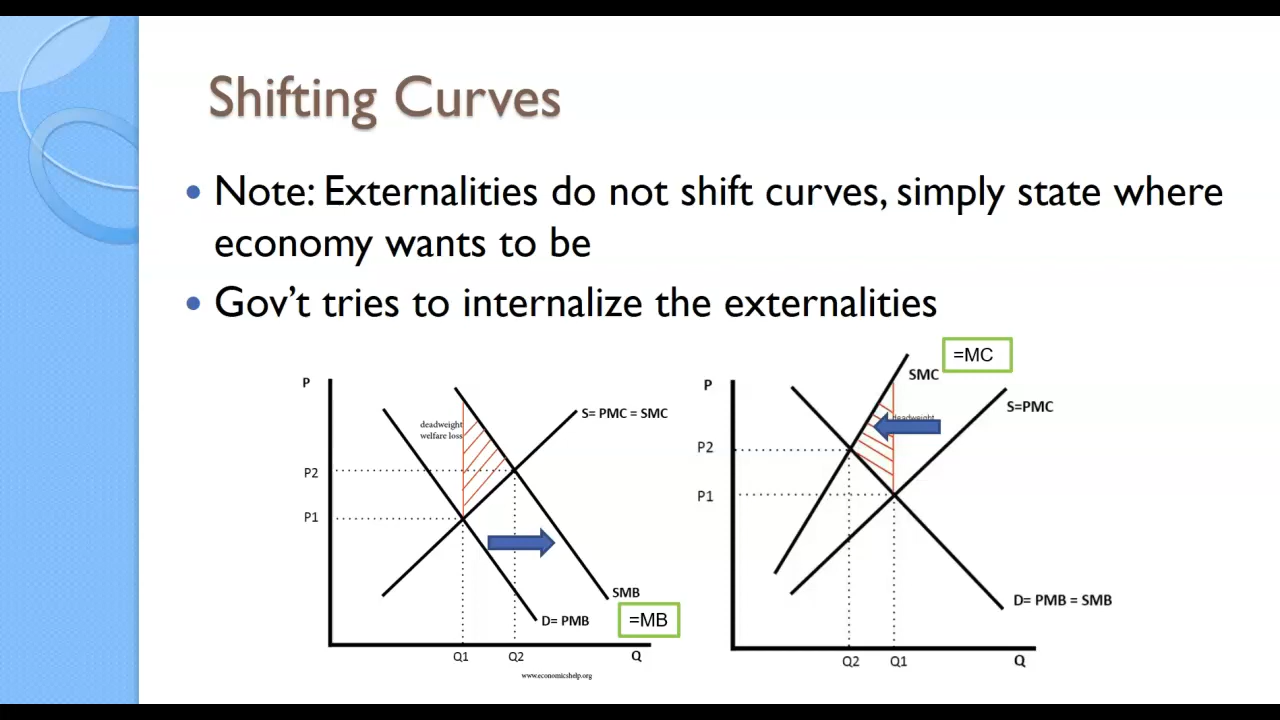 Shifting Curves
Note: Externalities do not shift curves, simply state where
economy wants to be
Gov’t tries to internalize the externalities
P
deadweight
welfare loss
S= PMC = SMC
P2
P1
SMB
=MB
D= PMB
Q1
Q2
Q
www.economicshelp.org
=MC
P
SMC
S=PMC
deadweight
P2
P1
D= PMB = SMB
Q2
Q1
Q